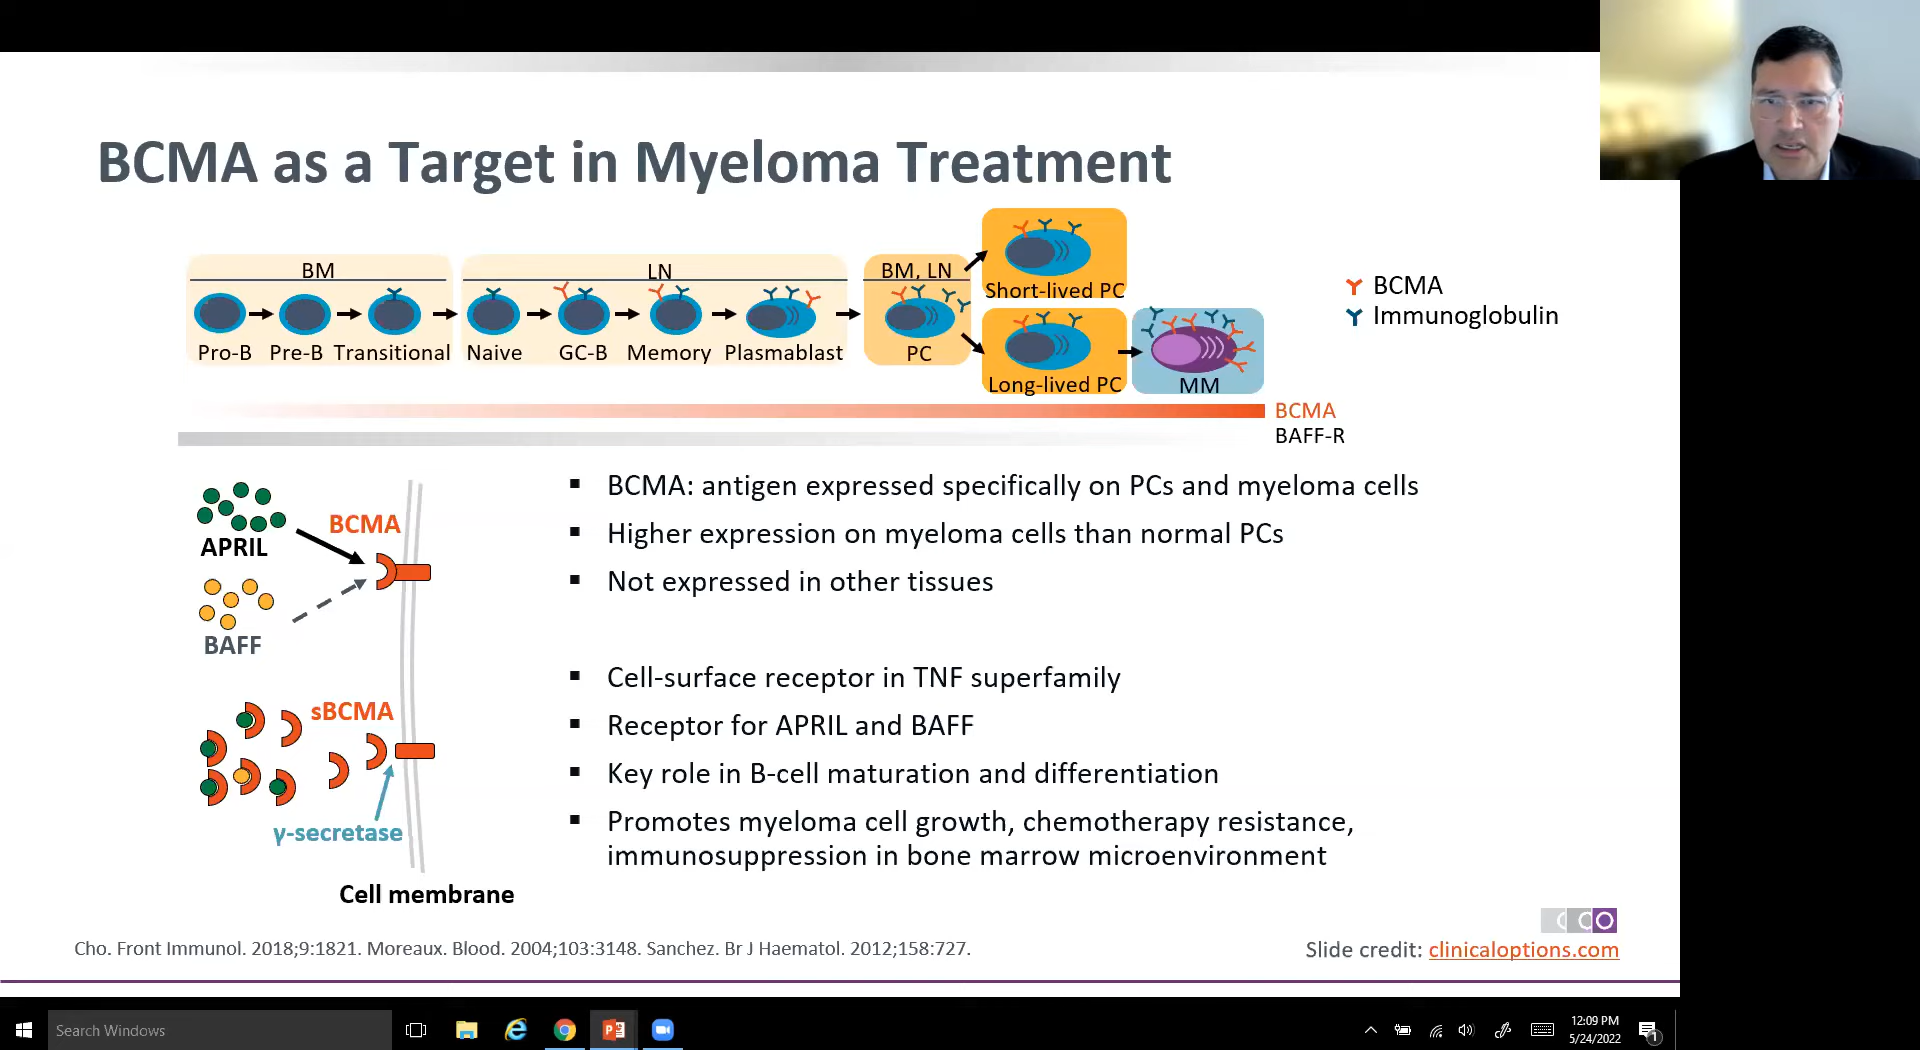 BCMA as a Target in Myeloma Treatment
BM
LN
BM, LN
Pro-B
Pre-B
Transitional
Naive
GC-B
Memory
Plasmablast
PC
Short-lived PC
Long-lived PC
MM
BCMA
Immunoglobulin
BCMA
BAFF-R
APRIL
BCMA
BAFF
sBCMA
γ-secretase
Cell membrane
▪ BCMA: antigen expressed specifically on PCs and myeloma cells
▪ Higher expression on myeloma cells than normal PCs
▪ Not expressed in other tissues
▪ Cell-surface receptor in TNF superfamily
▪ Receptor for APRIL and BAFF
▪ Key role in B-cell maturation and differentiation
▪ Promotes myeloma cell growth, chemotherapy resistance,
immunosuppression in bone marrow microenvironment
CCO
Cho. Front Immunol. 2018;9:1821. Moreaux. Blood. 2004;103:3148. Sanchez. Br J Haematol. 2012;158:727.
Slide credit: clinicaloptions.com
Search Windows
12:09 PM
5/24/2022
1